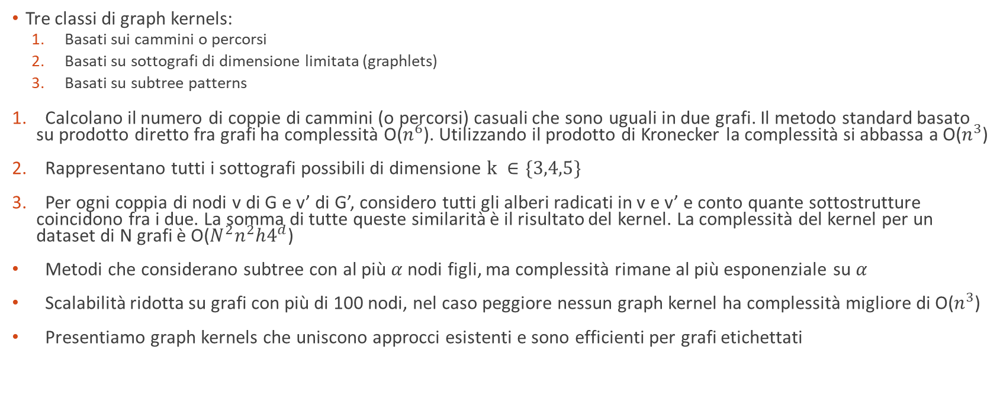 • Tre classi di graph kernels:
1. Basati sui cammini o percorsi
2. Basati su sottografi di dimensione limitata (graphlets)
3. Basati su subtree patterns
1. Calcolano il numero di coppie di cammini (o percorsi) casuali che sono uguali in due grafi. Il metodo standard basato
su prodotto diretto fra grafi ha complessità O(𝑛⁶). Utilizzando il prodotto di Kronecker la complessità si abbassa a O(𝑛³)
2. Rappresentano tutti i sottografi possibili di dimensione k ∈ {3,4,5}
3. Per ogni coppia di nodi v di G e v’ di G’, considero tutti gli alberi radicati in v e v’ e conto quante sottostrutture
coincidono fra i due. La somma di tutte queste similarità è il risultato del kernel. La complessità del kernel per un
dataset di N grafi è O(𝑁²𝑛²ℎ4ᵈ)
• Metodi che considerano subtree con al più 𝛼 nodi figli, ma complessità rimane al più esponenziale su 𝛼
• Scalabilità ridotta su grafi con più di 100 nodi, nel caso peggiore nessun graph kernel ha complessità migliore di O(𝑛³)
• Presentiamo graph kernels che uniscono approcci esistenti e sono efficienti per grafi etichettati